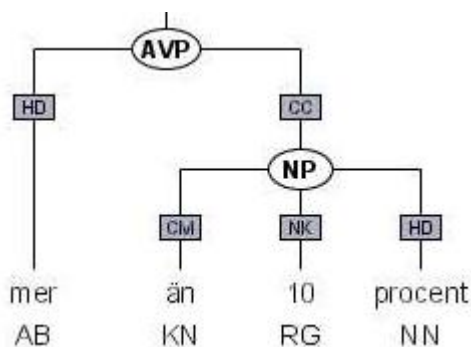 AVP
HD CC
NP
CM NK HD
mer än 10 procent
AB KN RG NN